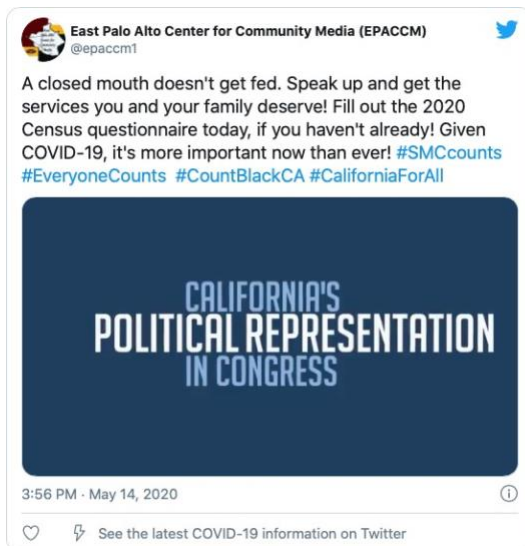 East Palo Alto Center for Community Media (EPACCM)
@epaccm1
A closed mouth doesn't get fed. Speak up and get the
services you and your family deserve! Fill out the 2020
Census questionnaire today, if you haven't already! Given
COVID-19, it's more important now than ever! #SMCcounts
#EveryoneCounts #CountBlackCA #CaliforniaForAll
CALIFORNIA'S
POLITICAL REPRESENTATION
IN CONGRESS
3:56 PM · May 14, 2020
See the latest COVID-19 information on Twitter